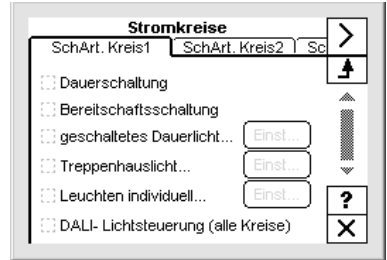 Stromkreise
SchArt. Kreis1 SchArt. Kreis2 Sc
Dauerschaltung
Bereitschaftsschaltung
geschaltetes Dauerlicht... Einst...
Treppenhauslicht... Einst...
Leuchten individuell... Einst...
?
DALI- Lichtsteuerung (alle Kreise)